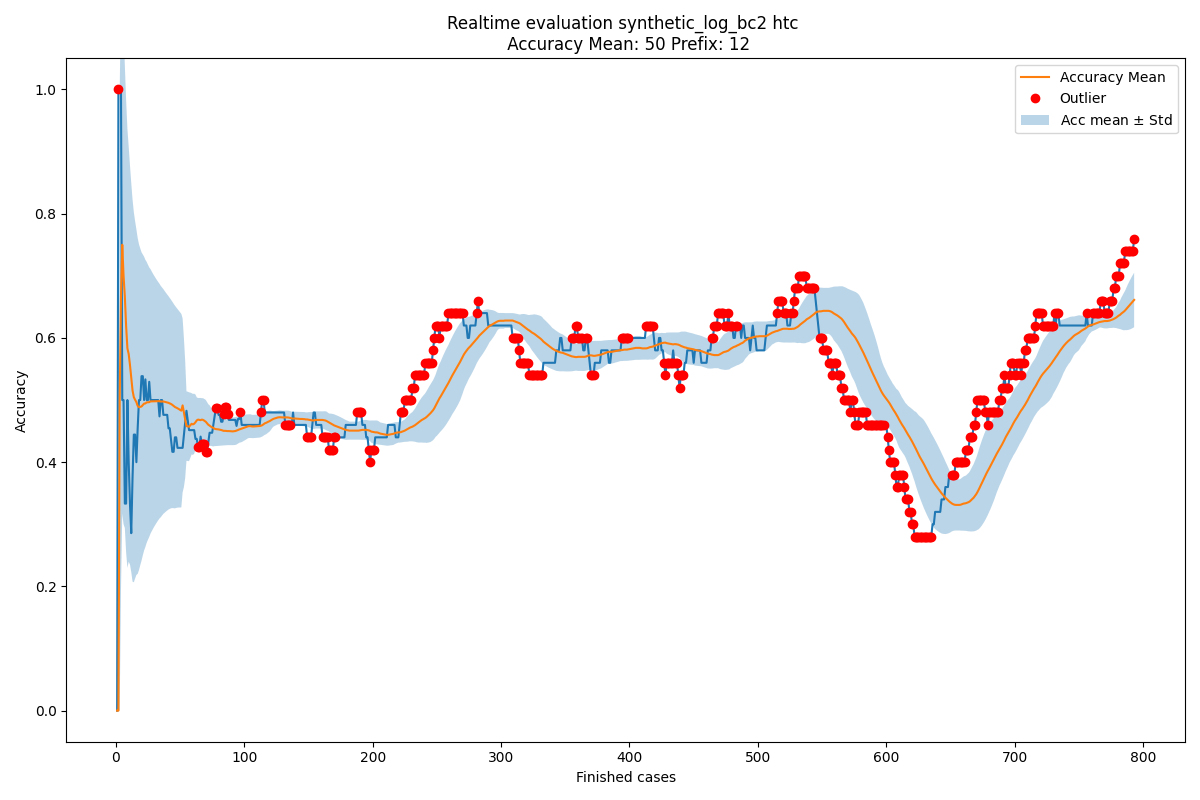 Realtime evaluation synthetic_log_bc2 htc
Accuracy Mean: 50 Prefix: 12
Accuracy Mean
Outlier
Acc mean ± Std
1.0
0.8
0.6
0.4
0.2
0.0
Accuracy
0 100 200 300 400 500 600 700 800
Finished cases